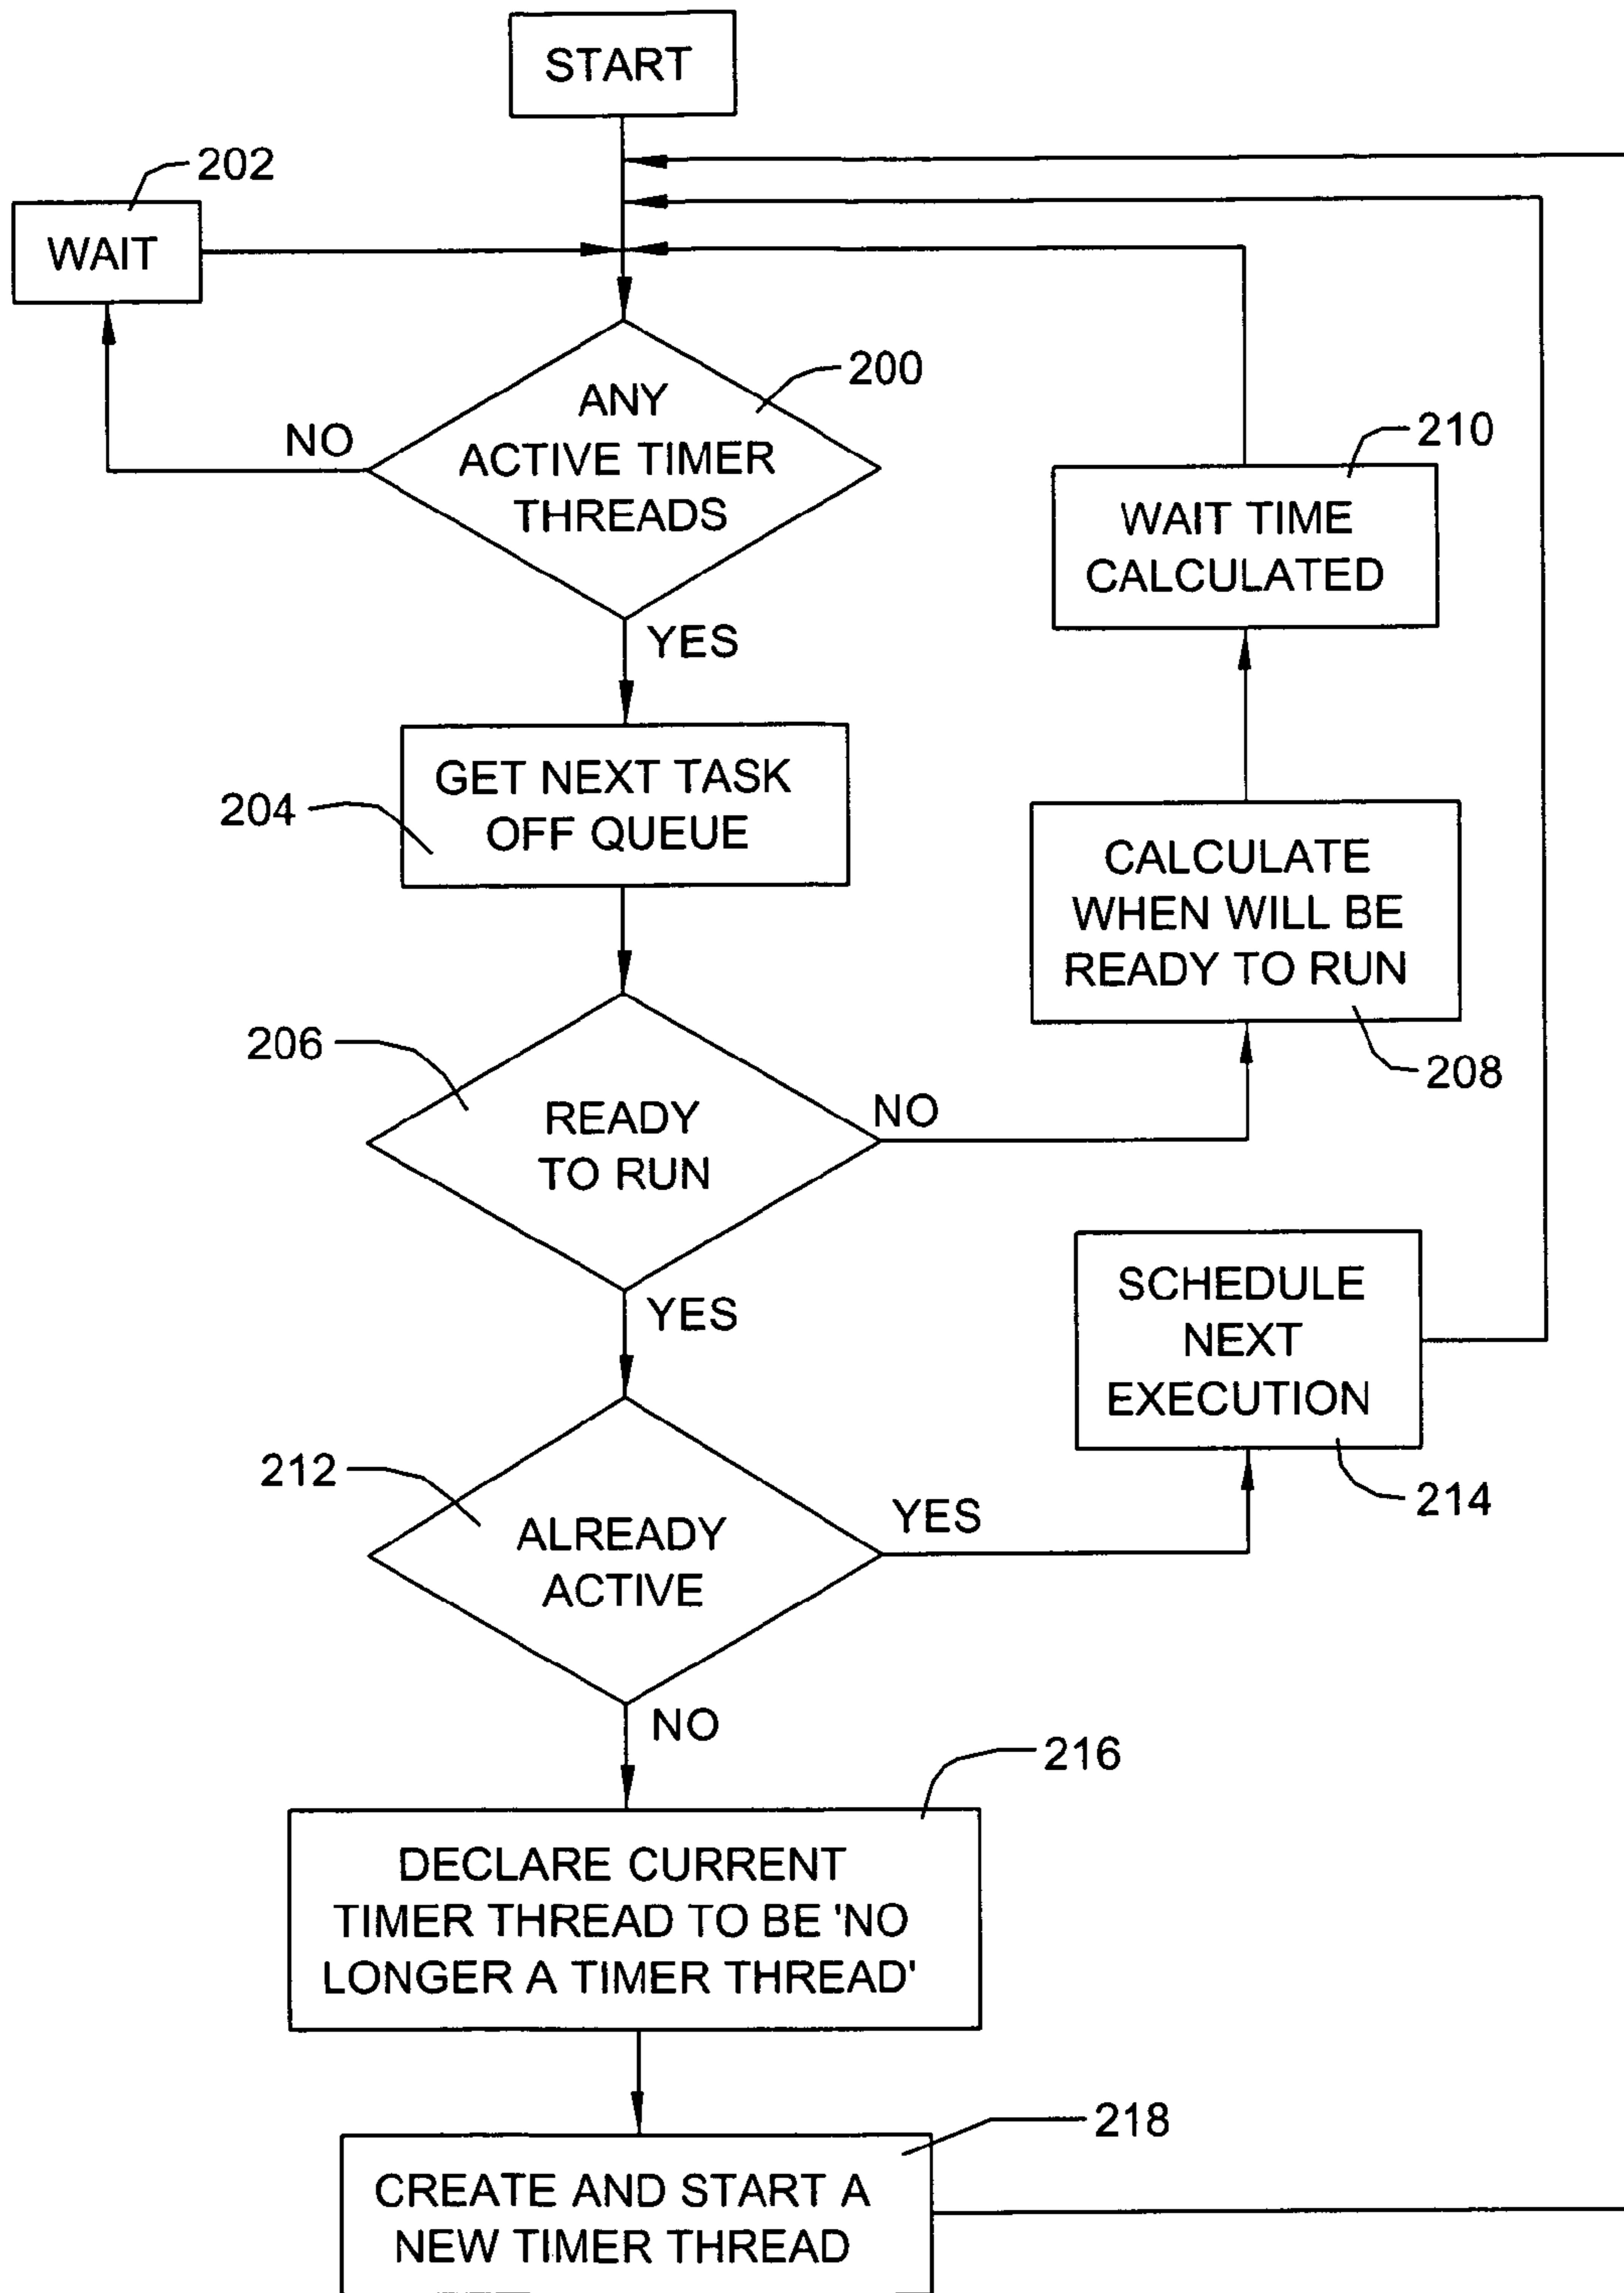 START
202
WAIT
200
ANY
ACTIVE TIMER
THREADS
NO
YES
210
WAIT TIME
CALCULATED
GET NEXT TASK
OFF QUEUE
204
CALCULATE
WHEN WILL BE
READY TO RUN
208
206
READY
TO RUN
NO
YES
SCHEDULE
NEXT
EXECUTION
214
212
ALREADY
ACTIVE
YES
NO
216
DECLARE CURRENT
TIMER THREAD TO BE 'NO
LONGER A TIMER THREAD'
218
CREATE AND START A
NEW TIMER THREAD